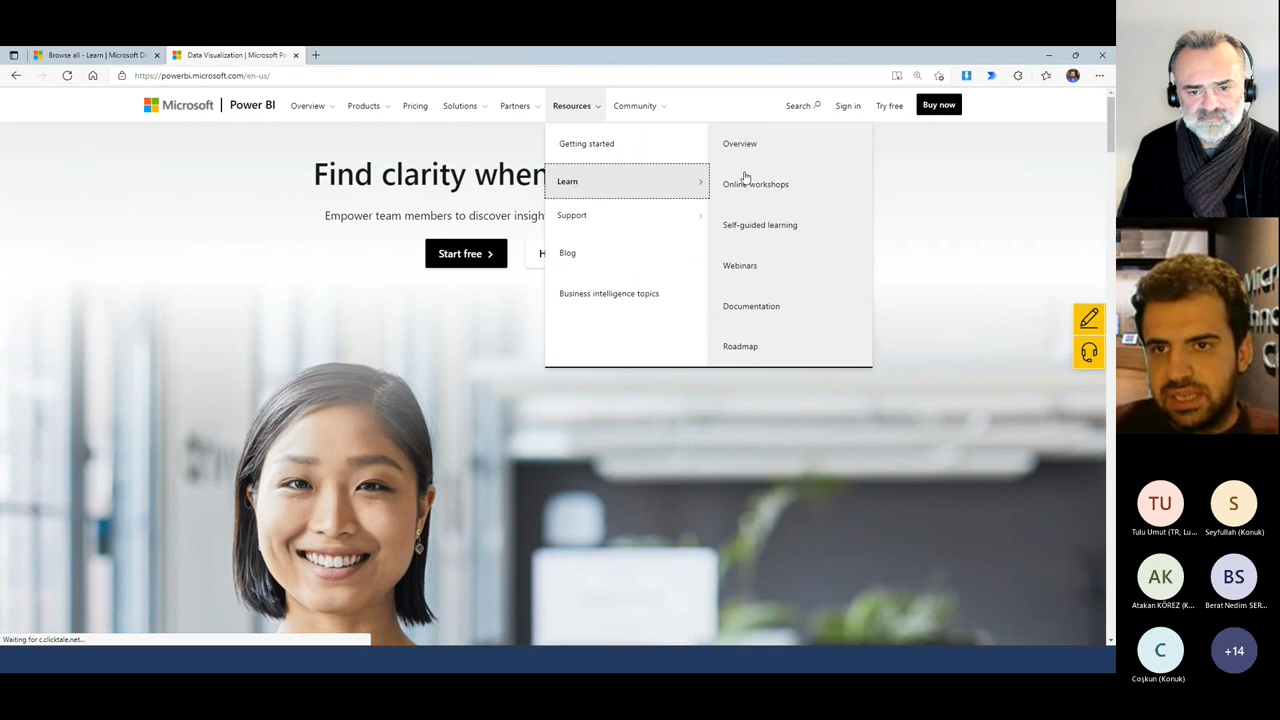 Browse all - Learn | Microsoft D
Data Visualization | Microsoft Po
https://powerbi.microsoft.com/en-us/
Microsoft | Power BI
Overview
Products
Pricing
Solutions
Partners
Resources
Community
Search
Sign in
Try free
Buy now
Find clarity when
Empower team members to discover insigh
Start free
H
Getting started
Learn
Support
Blog
Business intelligence topics
Overview
Online workshops
Self-guided learning
Webinars
Documentation
Roadmap
Waiting for c.clicktale.net...
TU
Tulu Umut (TR, Lu...
S
Seyfullah (Konuk)
AK
Atakan KÖREZ (K...
BS
Berat Nedim SER...
C
Coşkun (Konuk)
+14